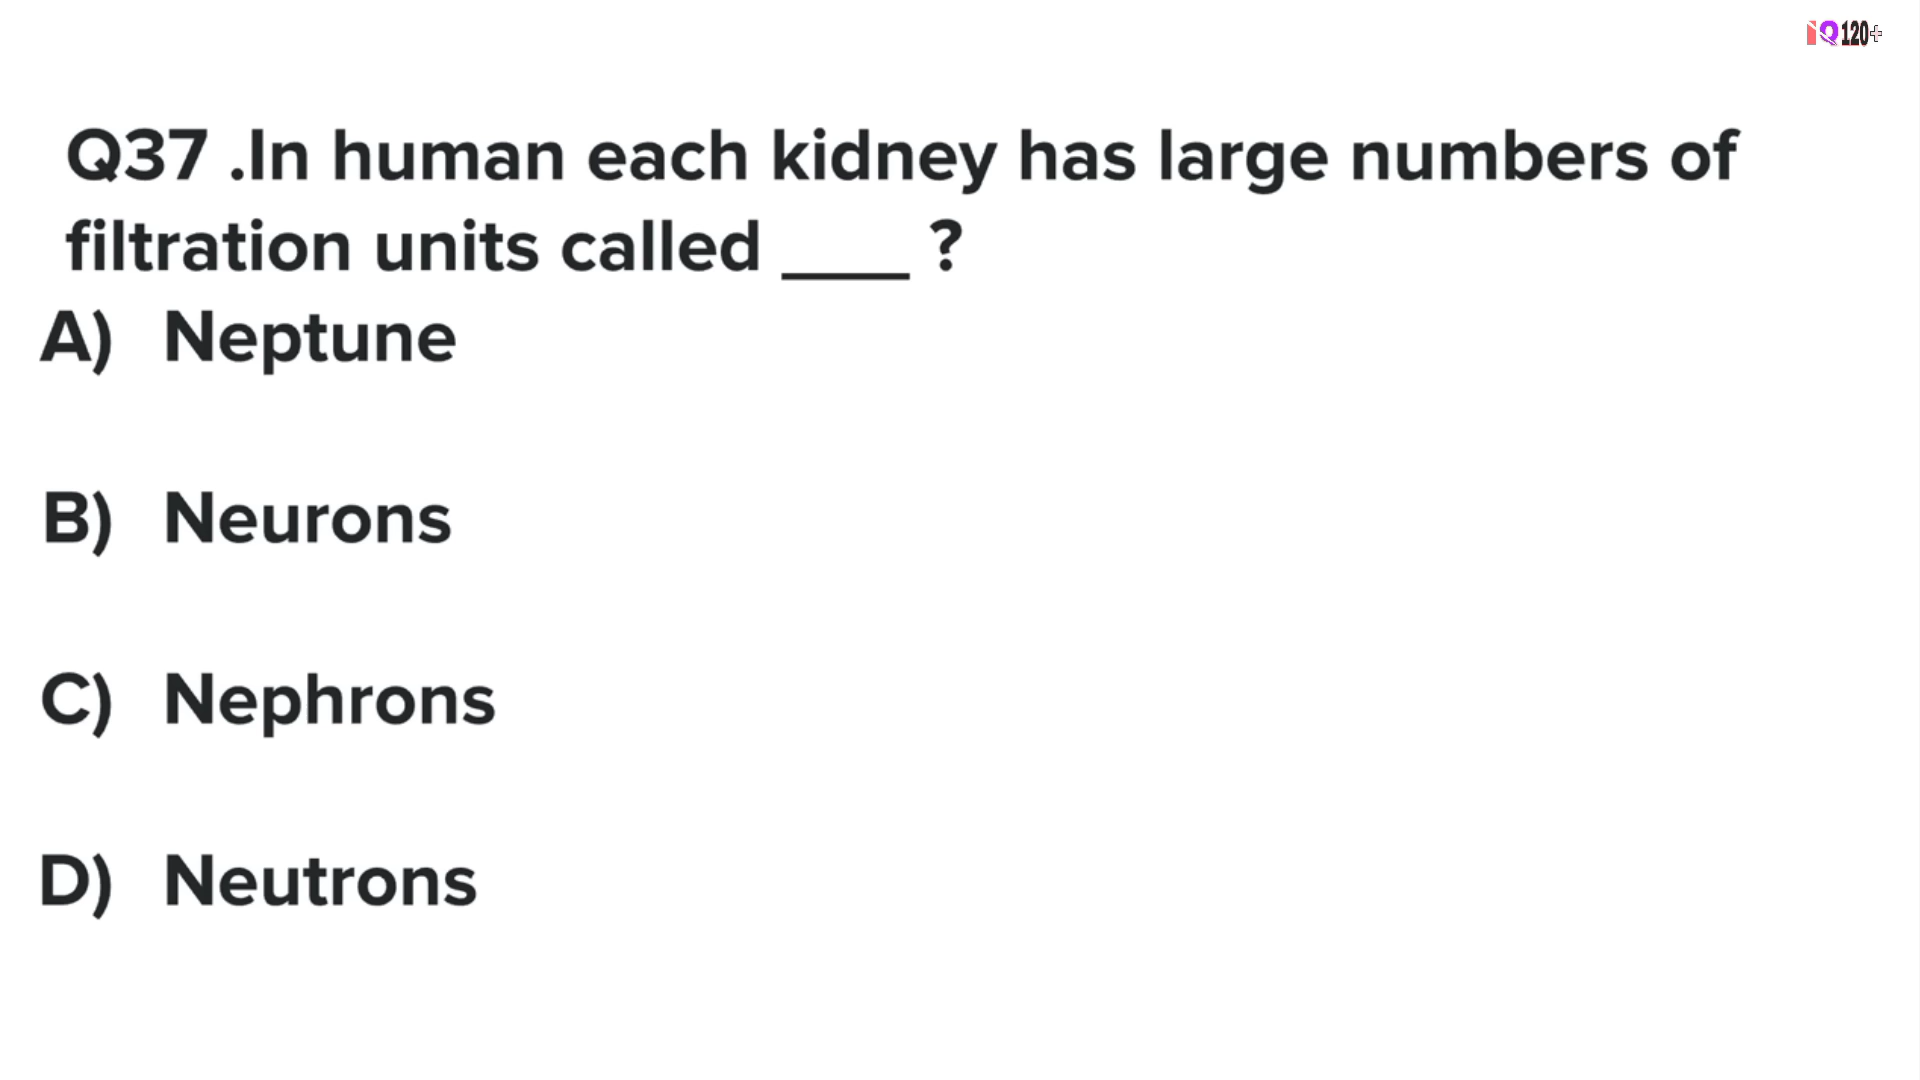 iQ120+
Q37 .In human each kidney has large numbers of
filtration units called ____ ?
A) Neptune
B) Neurons
C) Nephrons
D) Neutrons